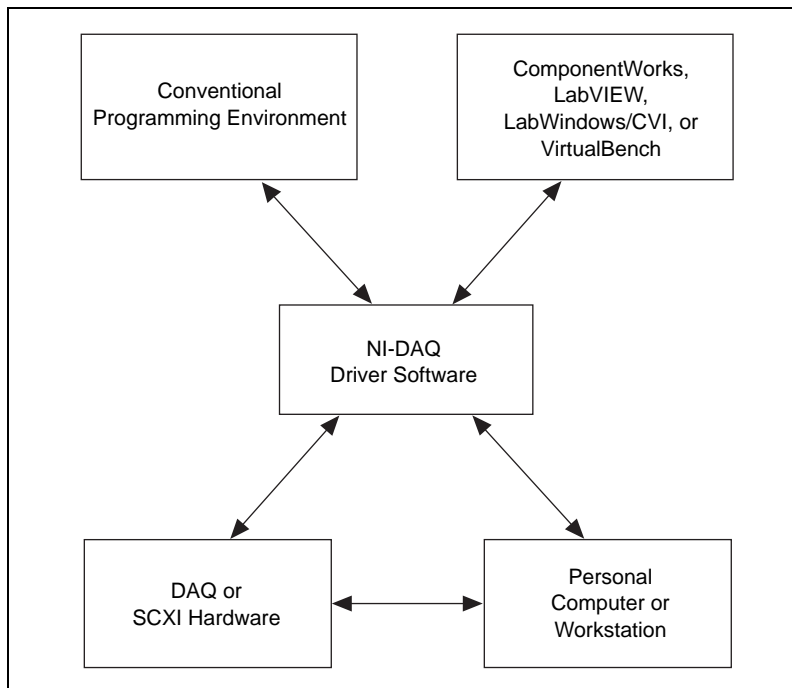 Conventional
Programming Environment
ComponentWorks,
LabVIEW,
LabWindows/CVI, or
VirtualBench
NI-DAQ
Driver Software
DAQ or
SCXI Hardware
Personal
Computer or
Workstation